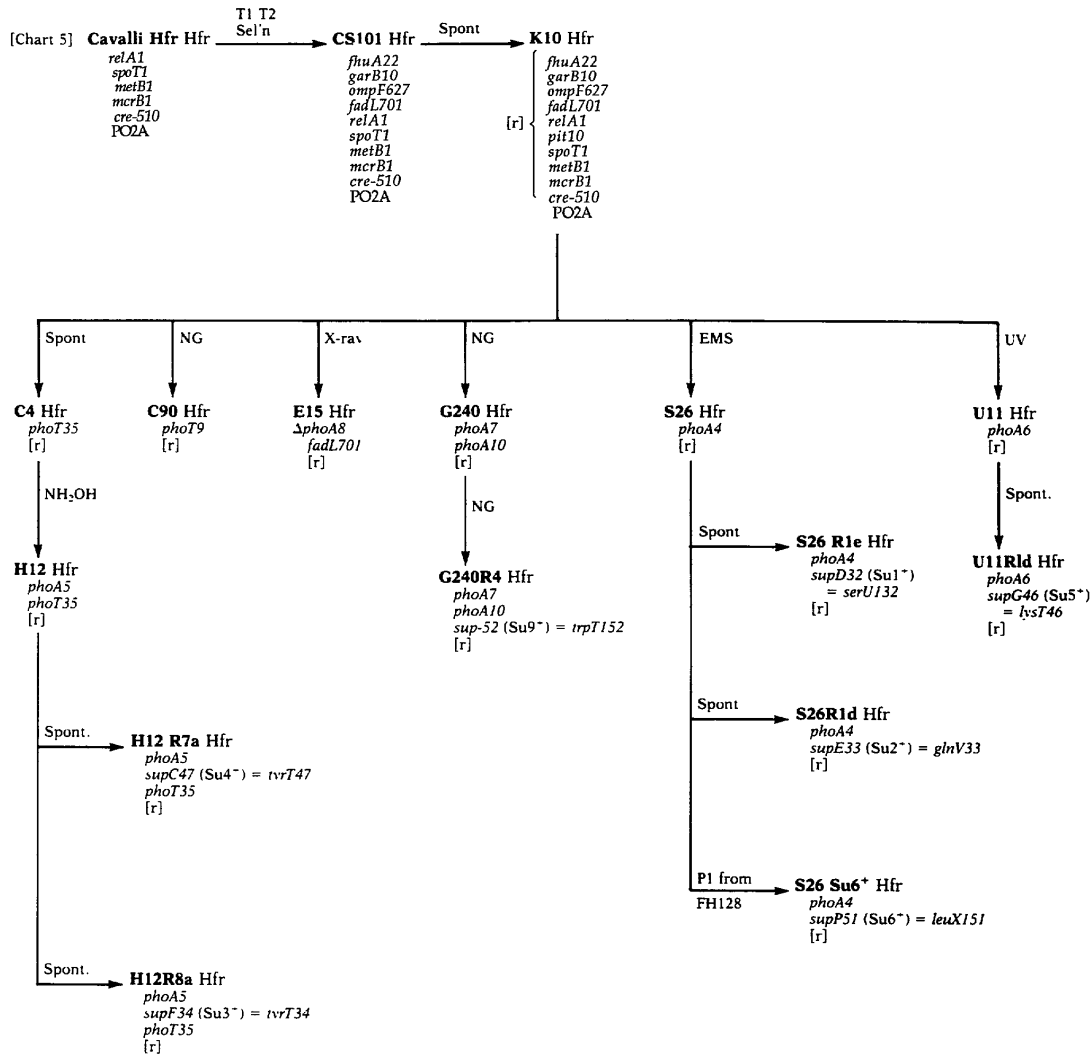 [Chart 5]
Cavalli Hfr Hfr
relA1
spoT1
metB1
mcrB1
cre-510
PO2A
T1 T2
Sel'n
CS101 Hfr
fhuA22
garB10
ompF627
fadL701
relA1
spoT1
metB1
mcrB1
cre-510
PO2A
Spont
K10 Hfr
[r]
fhuA22
garB10
ompF627
fadL701
relA1
pit10
spoT1
metB1
mcrB1
cre-510
PO2A
Spont
C4 Hfr
phoT35
[r]
NG
C90 Hfr
phoT9
[r]
X-ray
E15 Hfr
ΔphoA8
fadL701
[r]
NG
G240 Hfr
phoA7
phoA10
[r]
EMS
S26 Hfr
phoA4
[r]
UV
U11 Hfr
phoA6
[r]
NH2OH
H12 Hfr
phoA5
phoT35
[r]
NG
G240R4 Hfr
phoA7
phoA10
sup-52 (Su9+) = trpT152
[r]
Spont
S26 R1e Hfr
phoA4
supD32 (Su1+)
= serU132
[r]
Spont.
U11R1d Hfr
phoA6
supG46 (Su5+)
= lysT46
[r]
Spont
S26R1d Hfr
phoA4
supE33 (Su2+) = glnV33
[r]
Spont.
H12 R7a Hfr
phoA5
supC47 (Su4+) = tyrT47
phoT35
[r]
P1 from
FH128
S26 Su6+ Hfr
phoA4
supP51 (Su6+) = leuX151
[r]
Spont.
H12R8a Hfr
phoA5
supF34 (Su3+) = tyrT34
phoT35
[r]